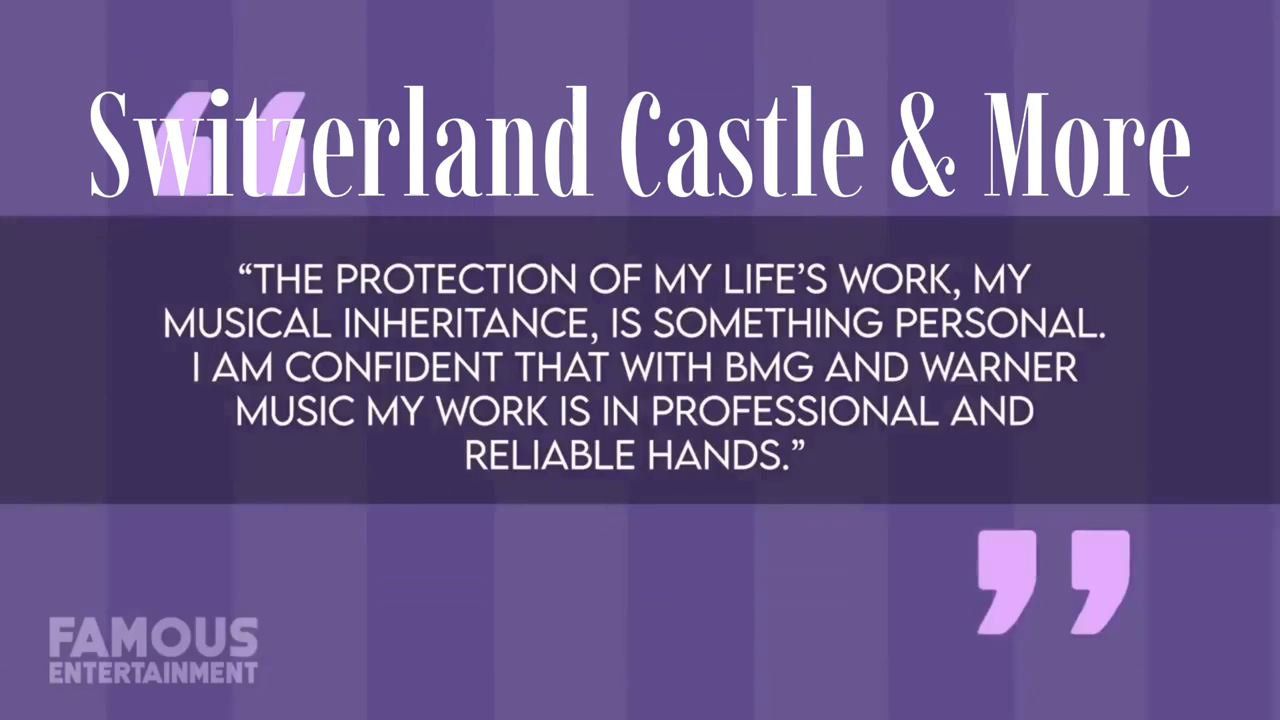 Switzerland Castle & More
“THE PROTECTION OF MY LIFE’S WORK, MY
MUSICAL INHERITANCE, IS SOMETHING PERSONAL.
I AM CONFIDENT THAT WITH BMG AND WARNER
MUSIC MY WORK IS IN PROFESSIONAL AND
RELIABLE HANDS.”
FAMOUS
ENTERTAINMENT